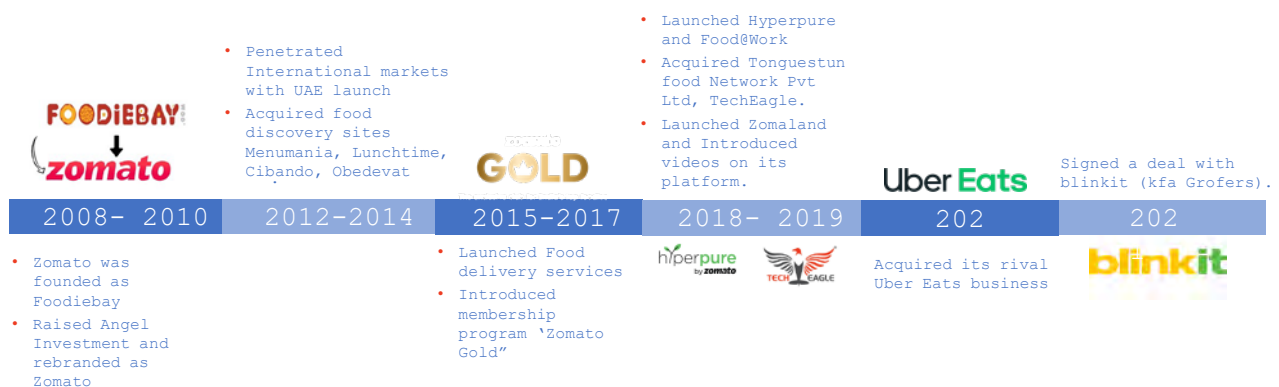 FOODiEBAY
zomato
2008- 2010
• Zomato was
founded as
Foodiebay
• Raised Angel
Investment and
rebranded as
Zomato
• Penetrated
International markets
with UAE launch
• Acquired food
discovery sites
Menumania, Lunchtime,
Cibando, Obedevat
2012-2014
zomato
GOLD
2015-2017
• Launched Food
delivery services
• Introduced
membership
program ‘Zomato
Gold”
• Launched Hyperpure
and Food@Work
• Acquired Tonguestun
food Network Pvt
Ltd, TechEagle.
• Launched Zomaland
and Introduced
videos on its
platform.
2018- 2019
hyperpure
by zomato
TECH EAGLE
Uber Eats
202
Acquired its rival
Uber Eats business
Signed a deal with
blinkit (kfa Grofers).
202
blinkit